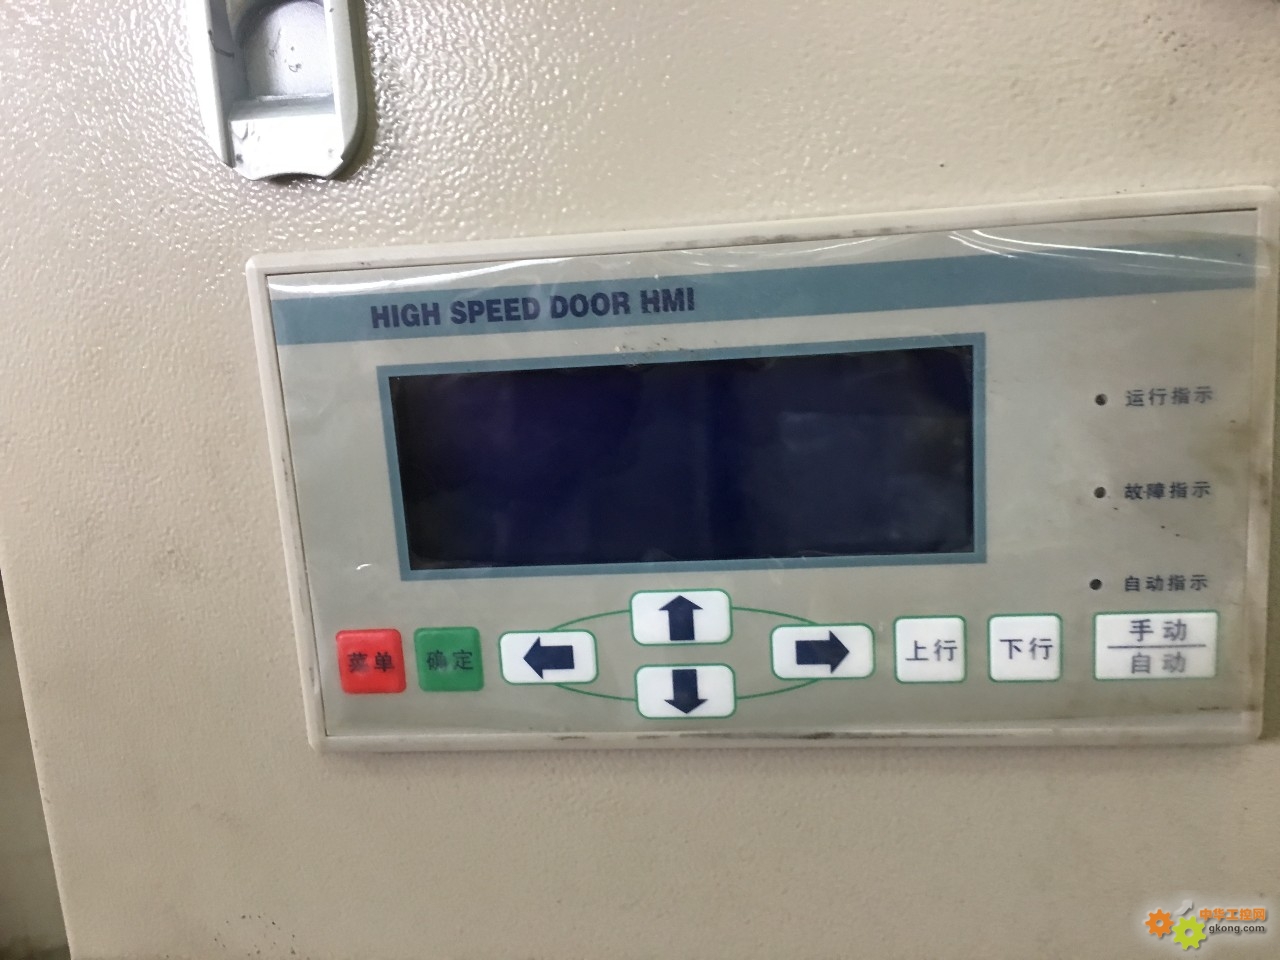 HIGH SPEED DOOR HMI
运行指示
故障指示
自动指示
菜单
确定
上行
下行
手动
自动
中华工控网
gkong.com